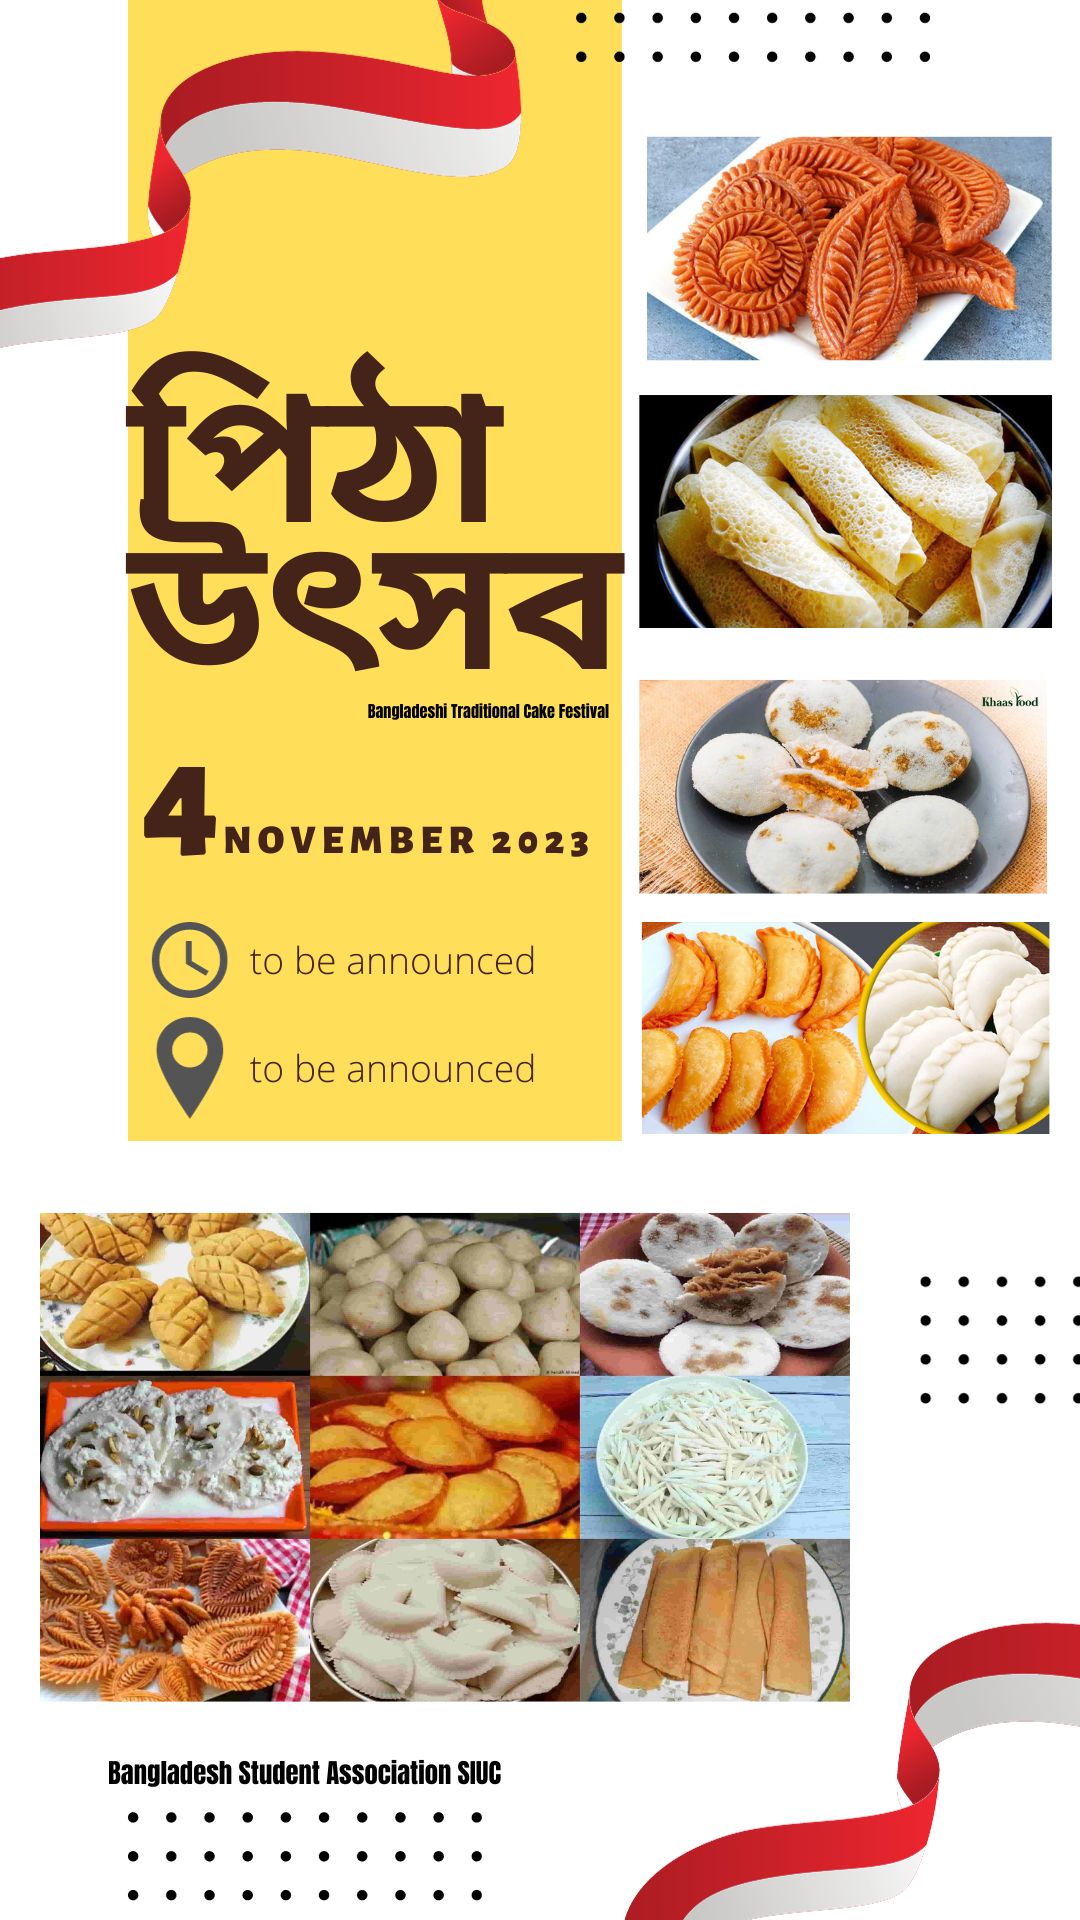 পিঠা
উৎসব
Bangladeshi Traditional Cake Festival
4 NOVEMBER 2023
to be announced
to be announced
Khaas food
Bangladesh Student Association SIUC